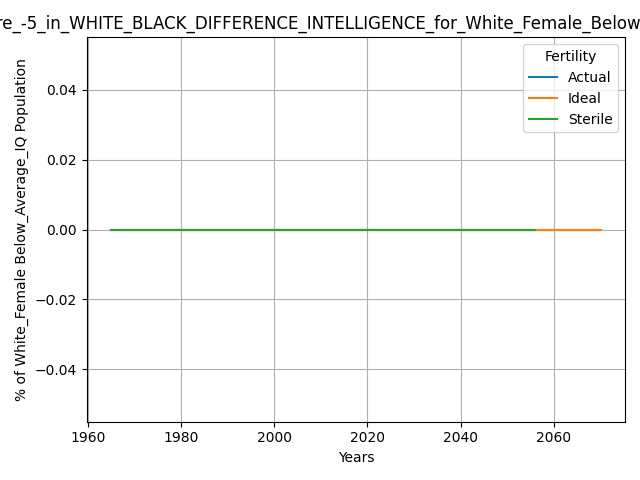 re_-5_in_WHITE_BLACK_DIFFERENCE_INTELLIGENCE_for_White_Female_Below
% of White_Female Below_Average_IQ Population
0.04
0.02
0.00
−0.02
−0.04
Fertility
Actual
Ideal
Sterile
1960 1980 2000 2020 2040 2060
Years